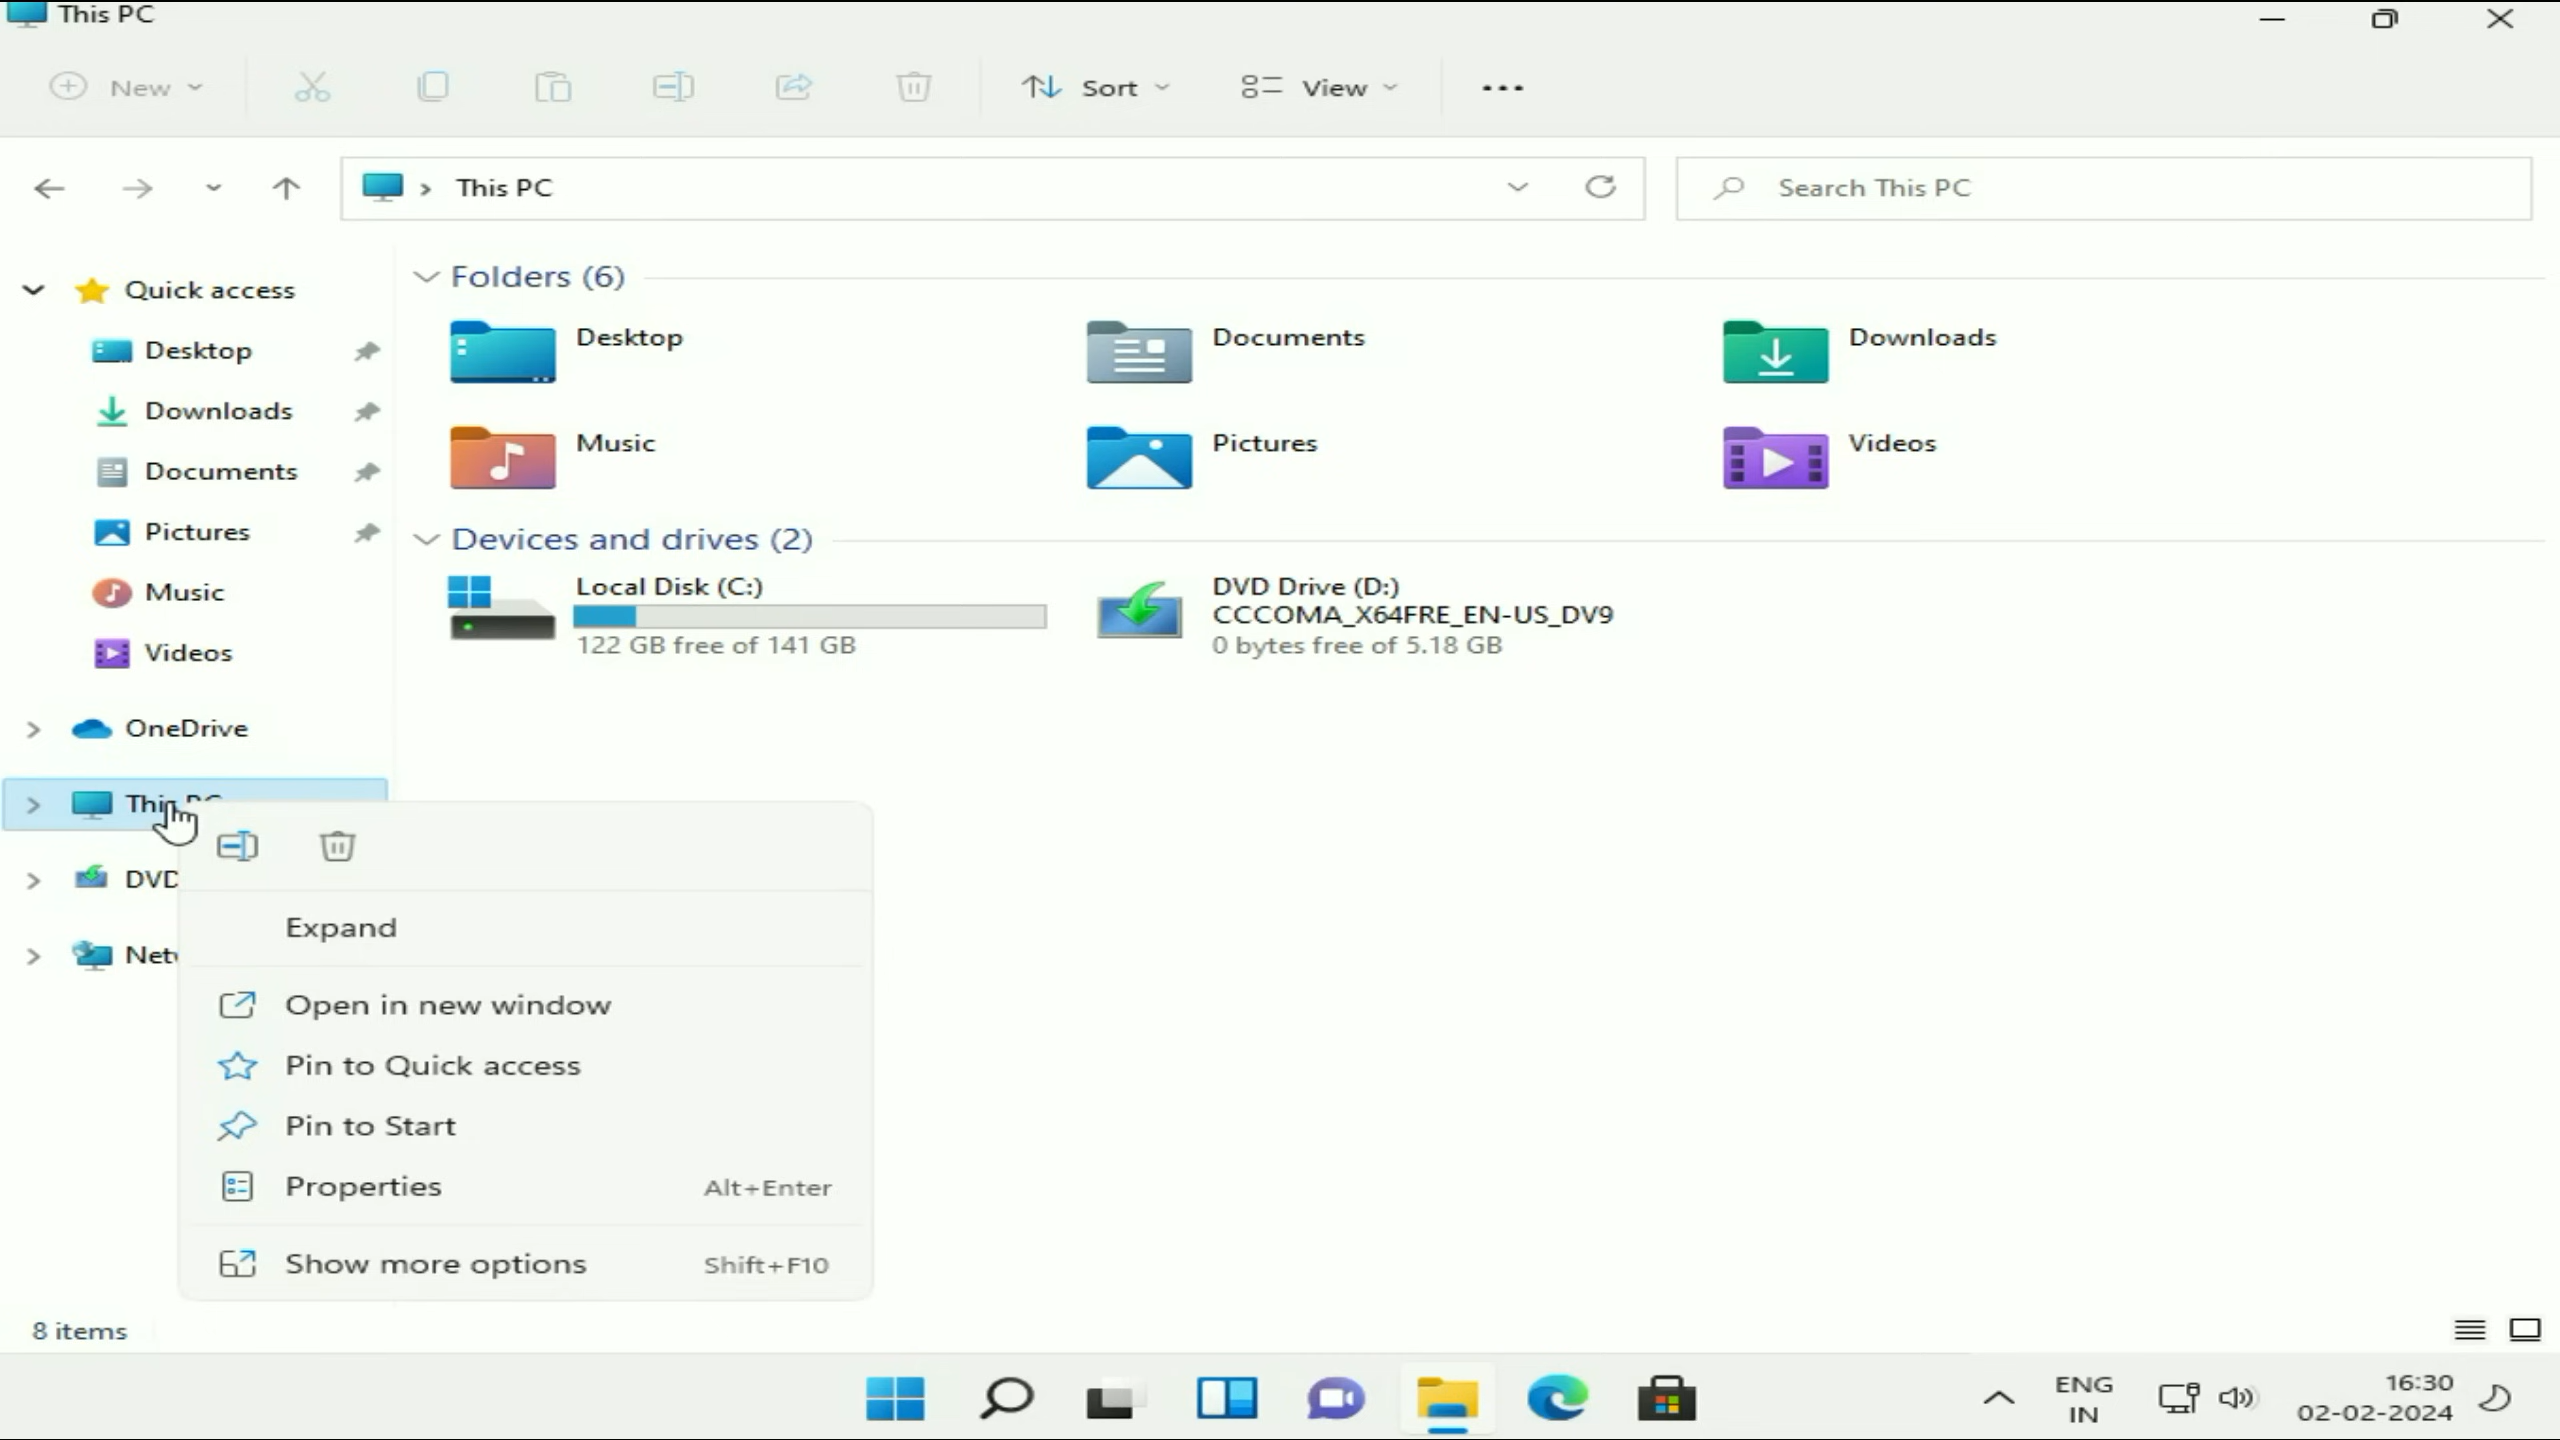 This PC
New
Sort
View
This PC
Search This PC
Quick access
Desktop
Downloads
Documents
Pictures
Music
Videos
OneDrive
This PC
DVD
Folders (6)
Desktop
Documents
Downloads
Music
Pictures
Videos
Devices and drives (2)
Local Disk (C:)
122 GB free of 141 GB
DVD Drive (D:)
CCCOMA_X64FRE_EN-US_DV9
0 bytes free of 5.18 GB
Expand
Open in new window
Pin to Quick access
Pin to Start
Properties Alt+Enter
Show more options Shift+F10
8 items
ENG
IN
16:30
02-02-2024